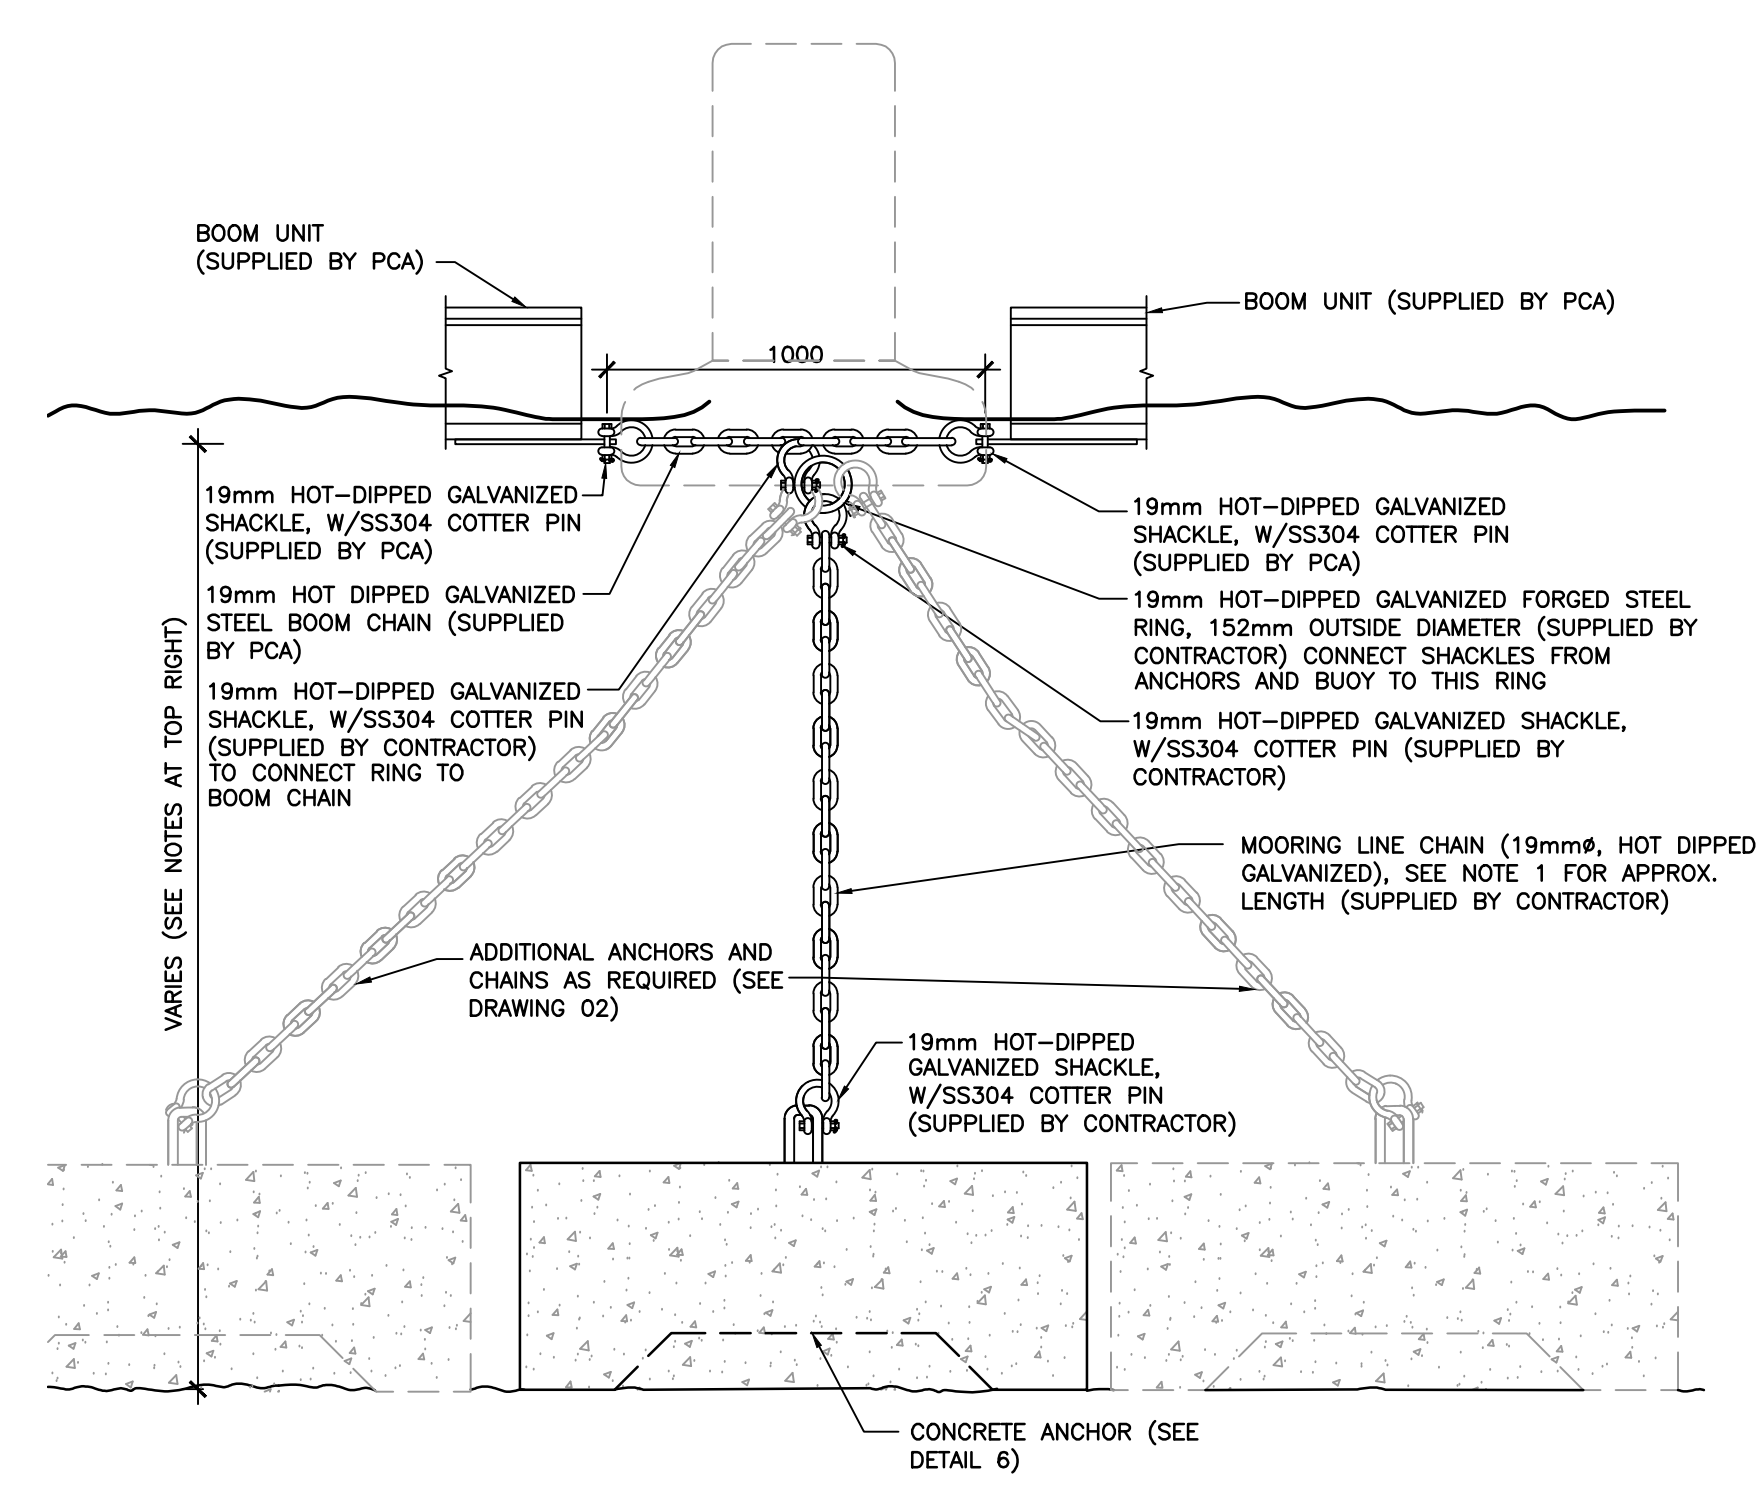 BOOM UNIT
(SUPPLIED BY PCA)
BOOM UNIT (SUPPLIED BY PCA)
1000
19mm HOT-DIPPED GALVANIZED
SHACKLE, W/SS304 COTTER PIN
(SUPPLIED BY PCA)
19mm HOT DIPPED GALVANIZED
STEEL BOOM CHAIN (SUPPLIED
BY PCA)
19mm HOT-DIPPED GALVANIZED
SHACKLE, W/SS304 COTTER PIN
(SUPPLIED BY CONTRACTOR)
TO CONNECT RING TO
BOOM CHAIN
VARIES (SEE NOTES AT TOP RIGHT)
19mm HOT-DIPPED GALVANIZED
SHACKLE, W/SS304 COTTER PIN
(SUPPLIED BY PCA)
19mm HOT-DIPPED GALVANIZED FORGED STEEL
RING, 152mm OUTSIDE DIAMETER (SUPPLIED BY
CONTRACTOR) CONNECT SHACKLES FROM
ANCHORS AND BUOY TO THIS RING
19mm HOT-DIPPED GALVANIZED SHACKLE,
W/SS304 COTTER PIN (SUPPLIED BY
CONTRACTOR)
MOORING LINE CHAIN (19mmø, HOT DIPPED
GALVANIZED), SEE NOTE 1 FOR APPROX.
LENGTH (SUPPLIED BY CONTRACTOR)
ADDITIONAL ANCHORS AND
CHAINS AS REQUIRED (SEE
DRAWING 02)
19mm HOT-DIPPED
GALVANIZED SHACKLE,
W/SS304 COTTER PIN
(SUPPLIED BY CONTRACTOR)
CONCRETE ANCHOR (SEE
DETAIL 6)